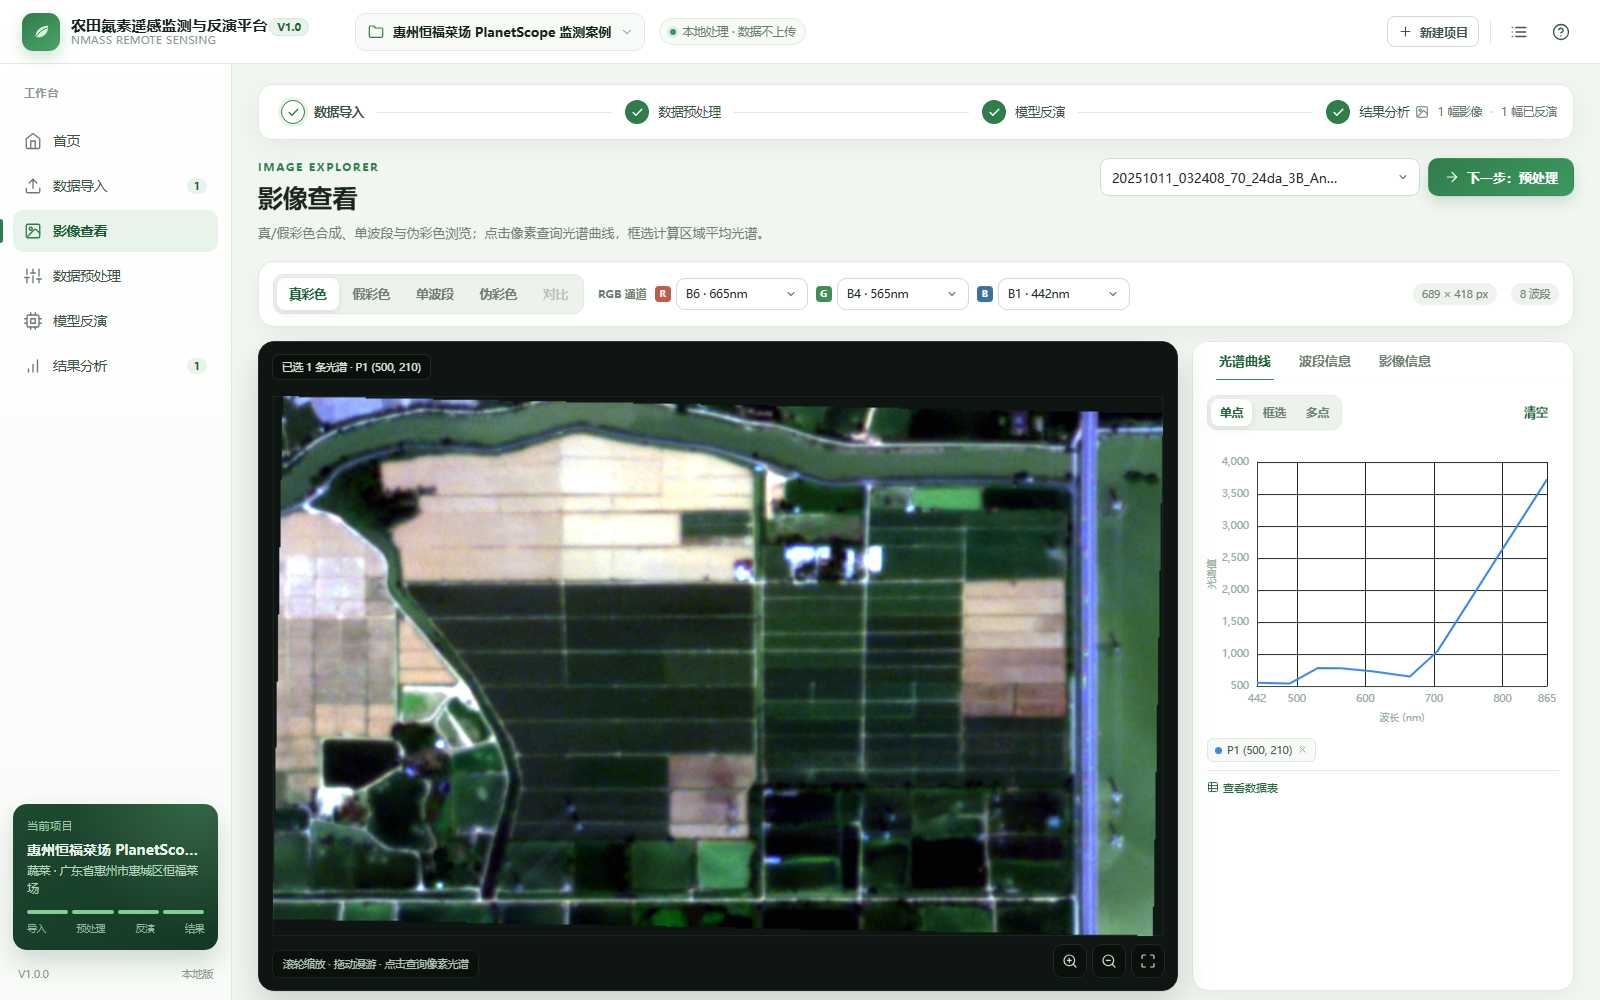 农田氮素遥感监测与反演平台 V1.0
NMASS REMOTE SENSING
惠州恒福菜场 PlanetScope 监测案例
本地处理 · 数据不上传
新建项目
工作台
首页
数据导入 1
影像查看
数据预处理
模型反演
结果分析 1
当前项目
惠州恒福菜场 PlanetSco...
蔬菜 · 广东省惠州市惠城区恒福菜
场
导入 预处理 反演 结果
V1.0.0 本地版
数据导入 数据预处理 模型反演 结果分析 1 幅影像 · 1 幅已反演
IMAGE EXPLORER
影像查看
真/假彩色合成、单波段与伪彩色浏览；点击像素查询光谱曲线，框选计算区域平均光谱。
20251011_032408_70_24da_3B_An...
下一步：预处理
真彩色 假彩色 单波段 伪彩色 对比 RGB 通道 R B6 · 665nm G B4 · 565nm B B1 · 442nm 689 × 418 px 8 波段
已选 1 条光谱 · P1 (500, 210)
滚轮缩放 · 拖动漫游 · 点击查询像素光谱
光谱曲线 波段信息 影像信息
单点 框选 多点 清空
4,000
3,500
3,000
2,500
2,000
1,500
1,000
500
光谱值
442 500 600 700 800 865
波长 (nm)
P1 (500, 210)
查看数据表